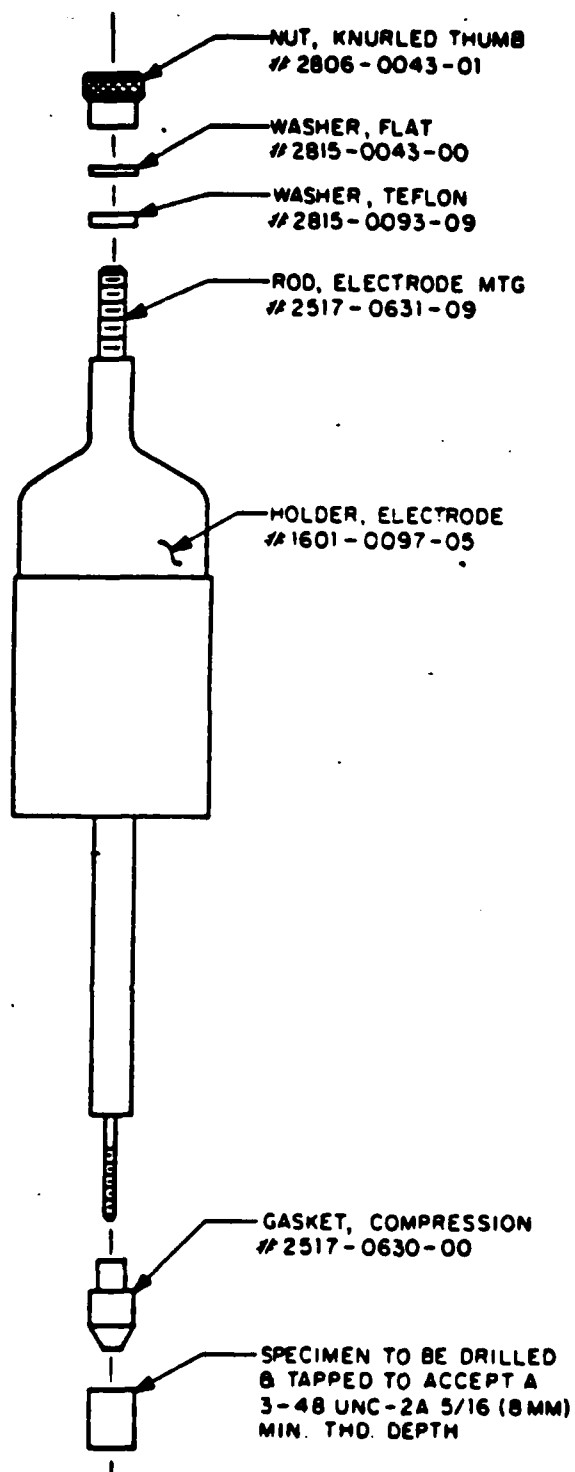 NUT, KNURLED THUMB
# 2806-0043-01
WASHER, FLAT
# 2815-0043-00
WASHER, TEFLON
# 2815-0093-09
ROD, ELECTRODE MTG
# 2517-0631-09
HOLDER, ELECTRODE
# 1601-0097-05
GASKET, COMPRESSION
# 2517-0630-00
SPECIMEN TO BE DRILLED
& TAPPED TO ACCEPT A
3-48 UNC-2A 5/16 (8MM)
MIN. THD. DEPTH